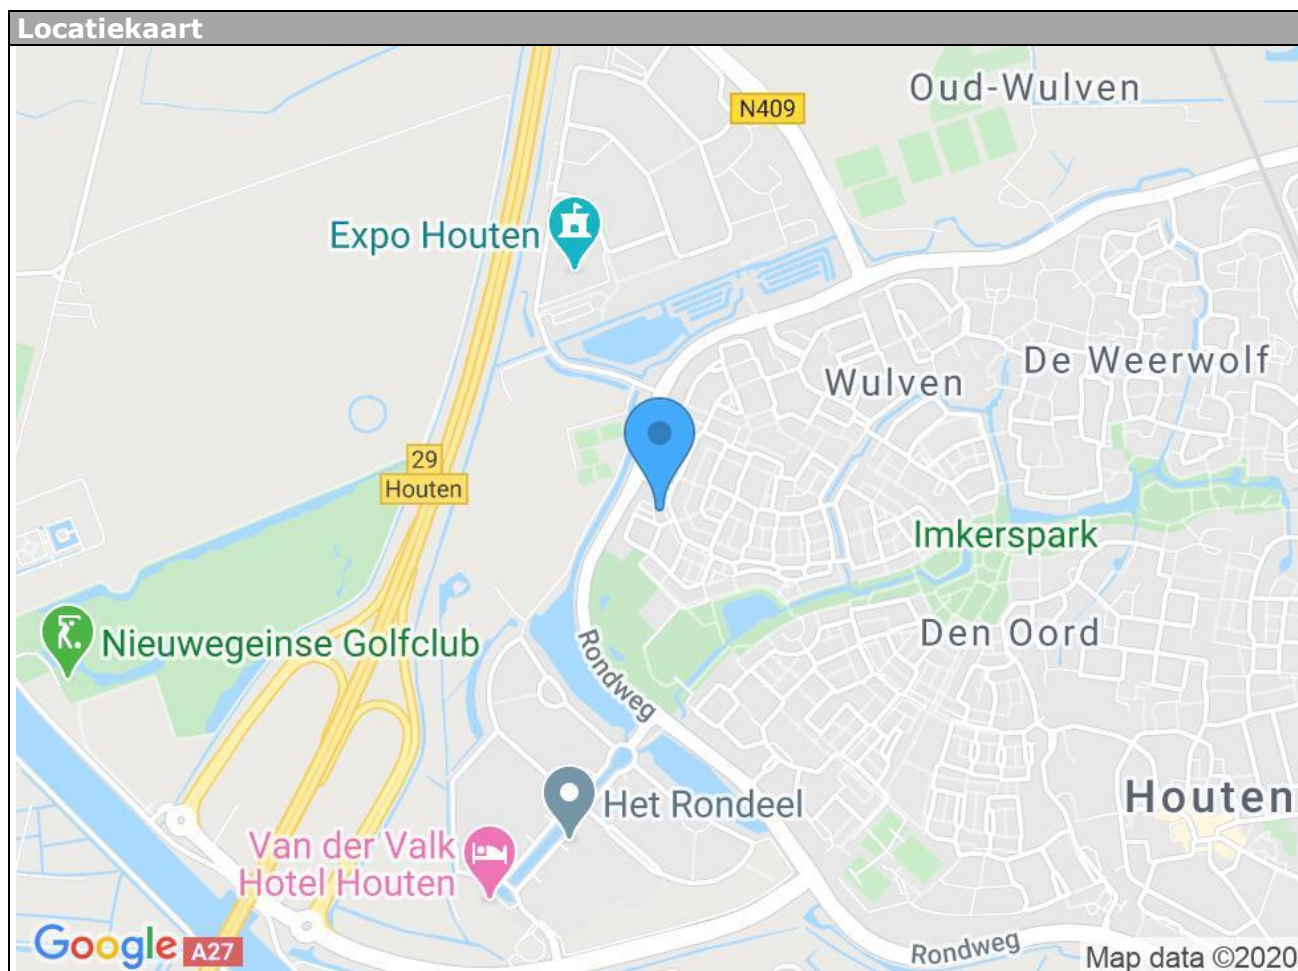 Locatiekaart
Oud-Wulven
N409
Expo Houten
De Weerwolf
Wulven
29
Houten
Imkerspark
Nieuwegeinse Golfclub
Den Oord
Rondweg
Houten
Het Rondeel
Van der Valk
Hotel Houten
Google
A27
Rondweg
Map data ©2020